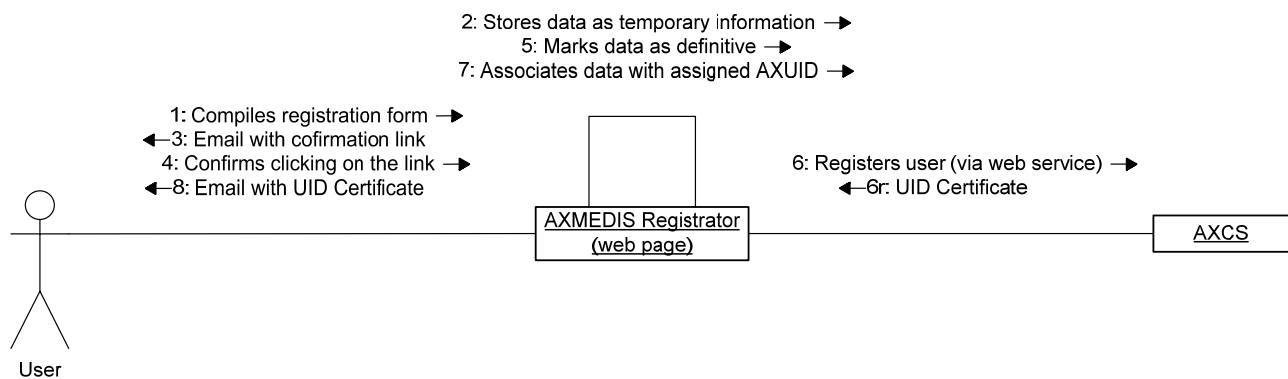 2: Stores data as temporary information
5: Marks data as definitive
7: Associates data with assigned AXUID
1: Compiles registration form
3: Email with cofirmation link
4: Confirms clicking on the link
8: Email with UID Certificate
6: Registers user (via web service)
6r: UID Certificate
AXMEDIS Registrator
(web page)
AXCS
User